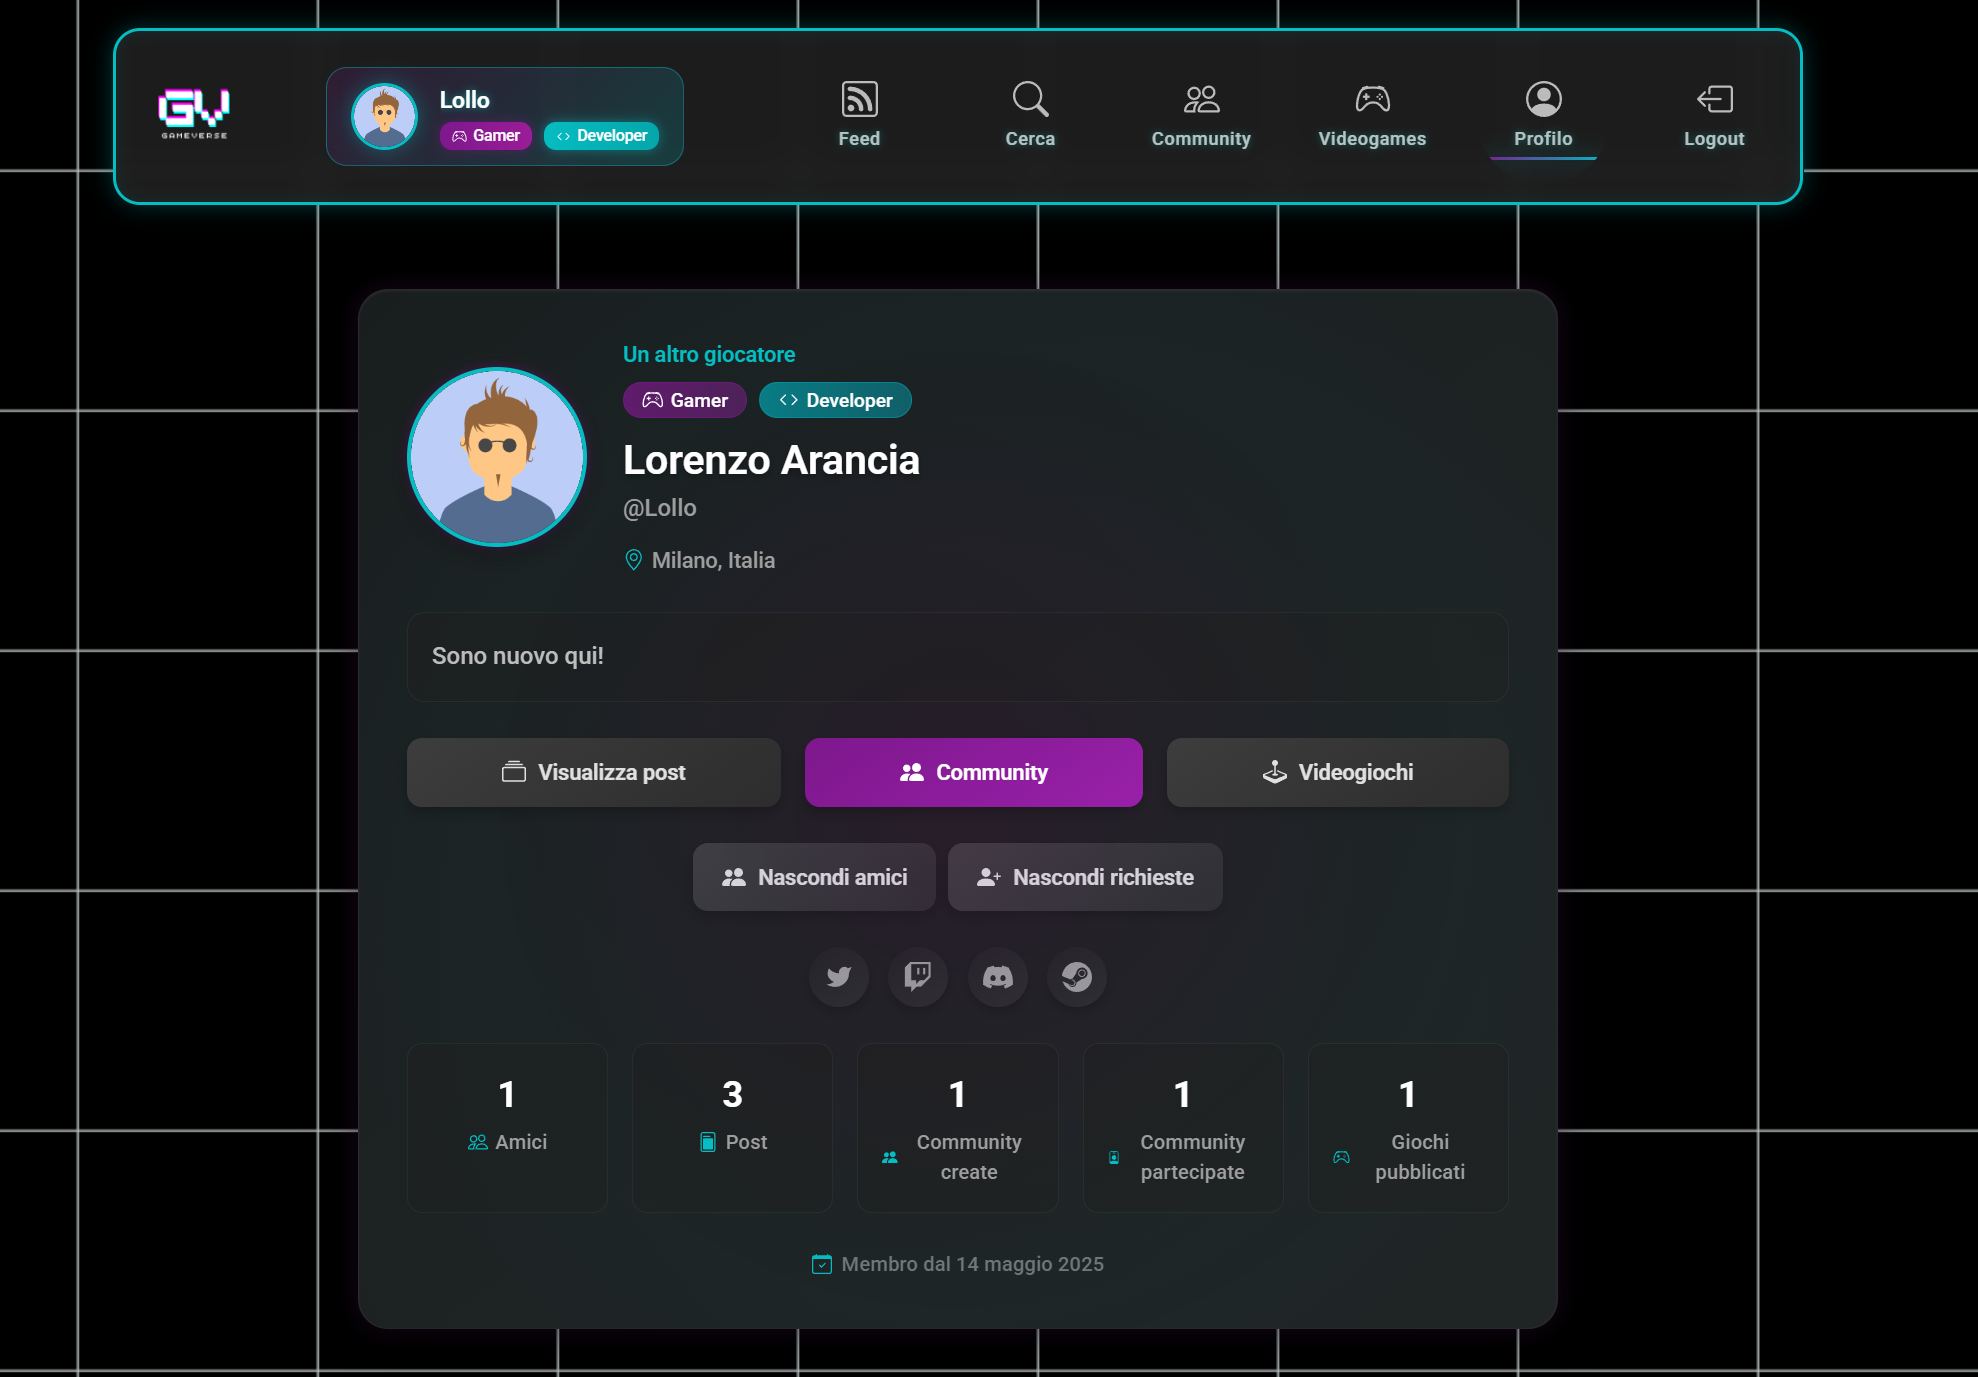 GV
GAMEVERSE
Lollo
Gamer
Developer
Feed
Cerca
Community
Videogames
Profilo
Logout
Un altro giocatore
Gamer
Developer
Lorenzo Arancia
@Lollo
Milano, Italia
Sono nuovo qui!
Visualizza post
Community
Videogiochi
Nascondi amici
Nascondi richieste
1
Amici
3
Post
1
Community
create
1
Community
partecipate
1
Giochi
pubblicati
Membro dal 14 maggio 2025